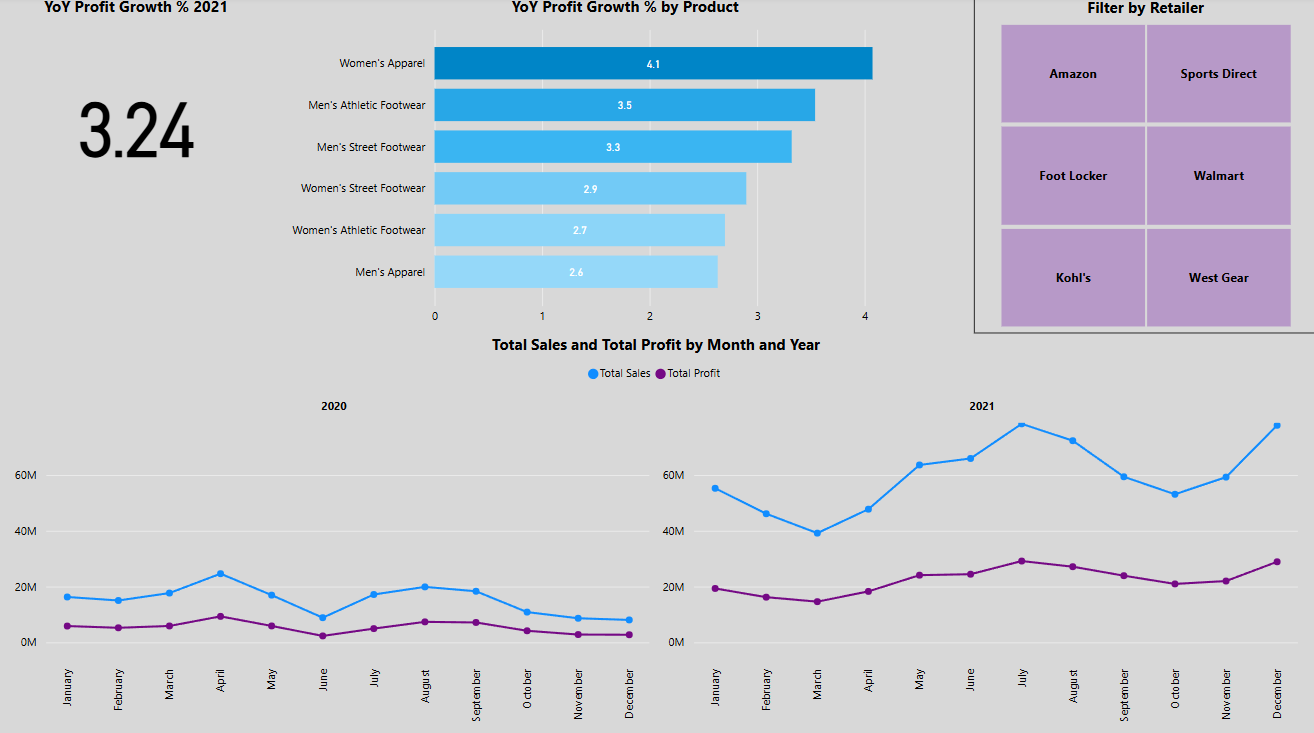 YoY Profit Growth % 2021
3.24
YoY Profit Growth % by Product
Women's Apparel 4.1
Men's Athletic Footwear 3.5
Men's Street Footwear 3.3
Women's Street Footwear 2.9
Women's Athletic Footwear 2.7
Men's Apparel 2.6
0 1 2 3 4
Filter by Retailer
Amazon Sports Direct
Foot Locker Walmart
Kohl's West Gear
Total Sales and Total Profit by Month and Year
Total Sales Total Profit
2020
60M
40M
20M
0M
January February March April May June July August September October November December
2021
60M
40M
20M
0M
January February March April May June July August September October November December